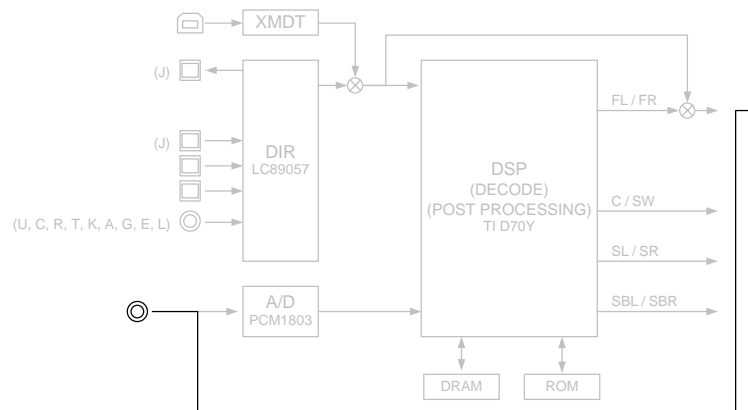 XMDT
(J)
FL / FR
(J)
DIR
LC89057
DSP
(DECODE)
(POST PROCESSING)
TI D70Y
C / SW
(U, C, R, T, K, A, G, E, L)
SL / SR
A/D
PCM1803
SBL / SBR
DRAM
ROM